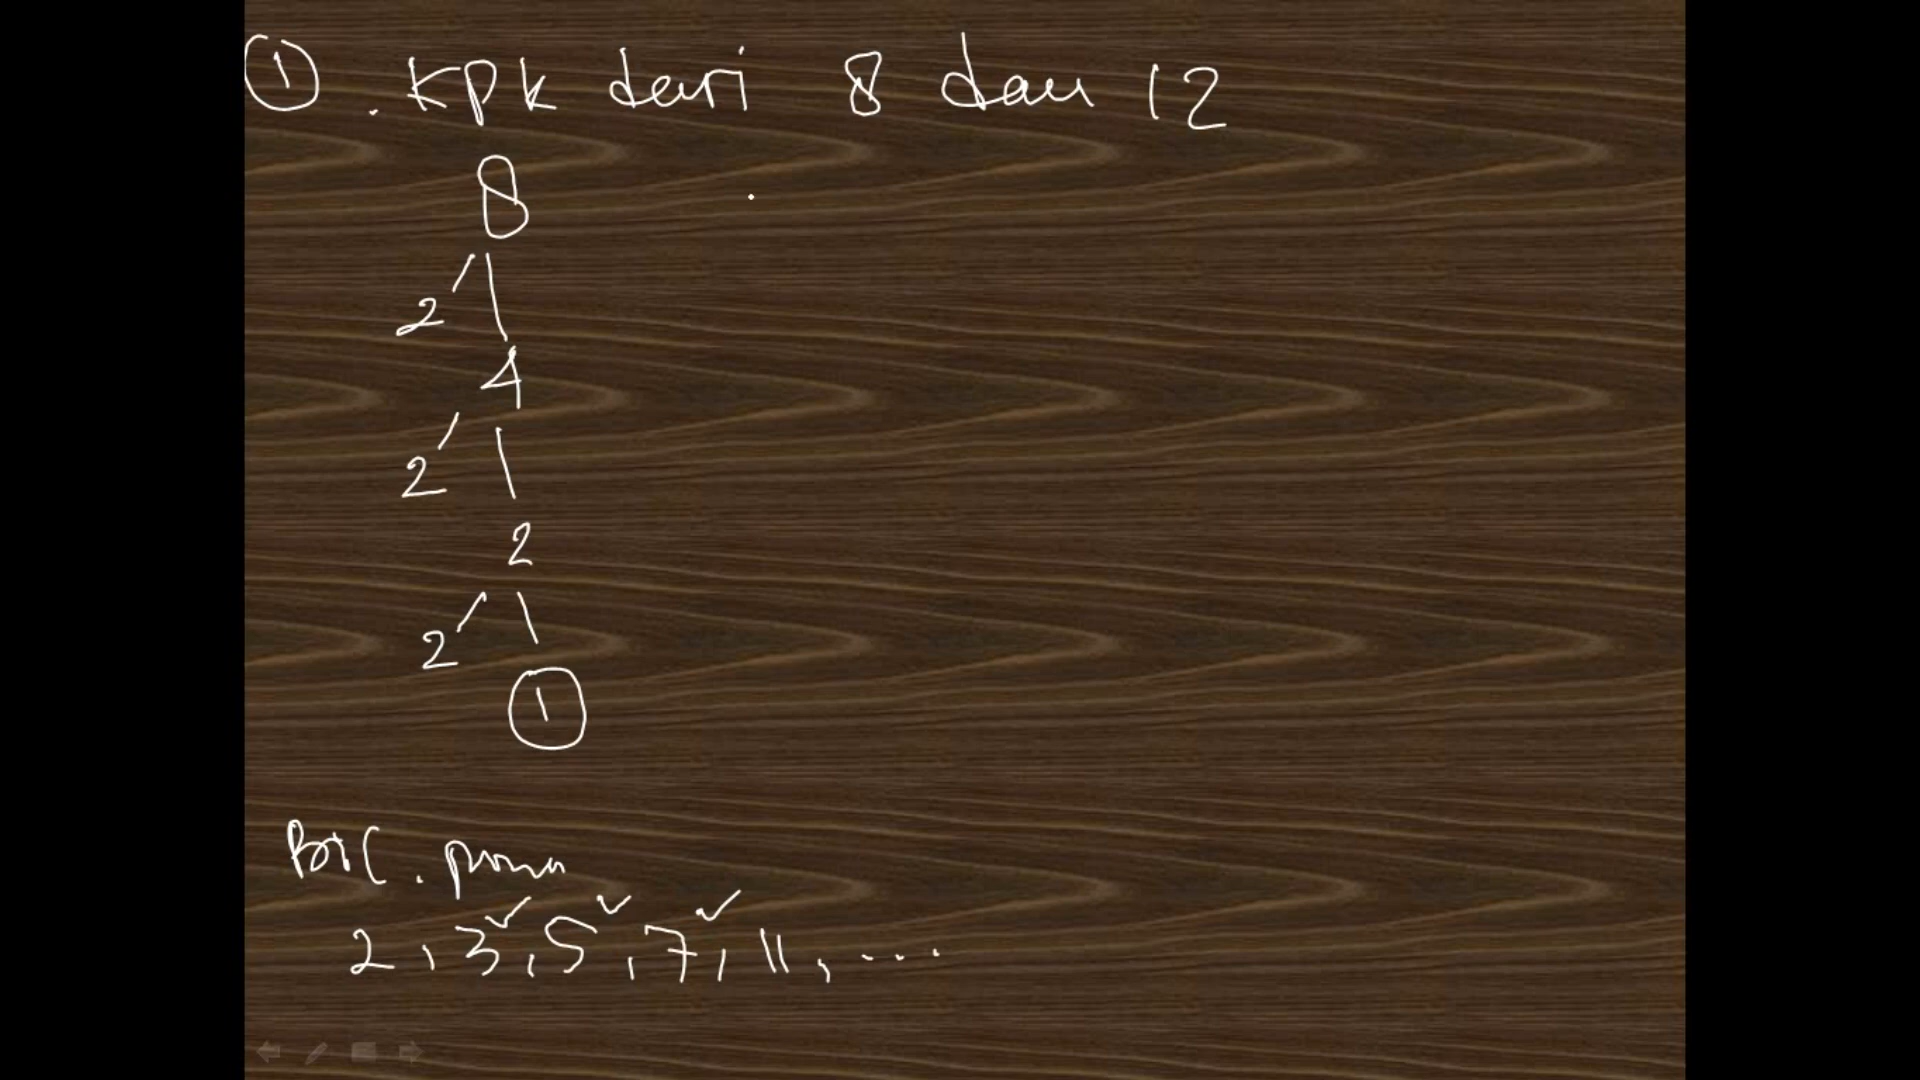 ① . KPK dari 8 dan 12
8
2
4
2
2
2
①
Bil. prima
2, 3, 5, 7, 11, ...